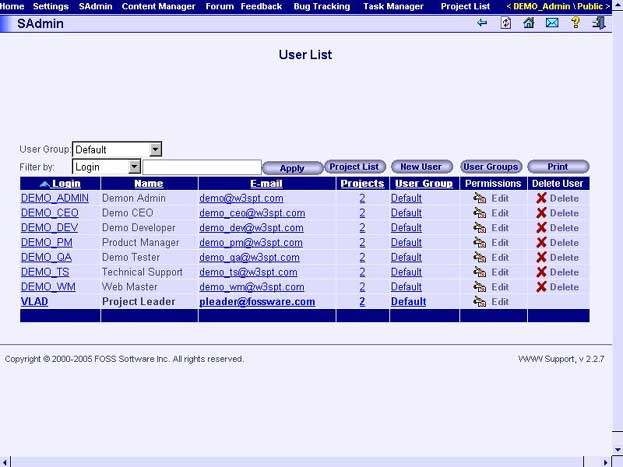 Home Settings SAdmin Content Manager Forum Feedback Bug Tracking Task Manager Project List < DEMO_Admin \ Public >
SAdmin
User List
User Group: Default
Filter by: Login Apply Project List New User User Groups Print
Login Name E-mail Projects User Group Permissions Delete User
DEMO_ADMIN Demon Admin demo@w3spt.com 2 Default Edit Delete
DEMO_CEO Demo CEO demo_ceo@w3spt.com 2 Default Edit Delete
DEMO_DEV Demo Developer demo_dev@w3spt.com 2 Default Edit Delete
DEMO_PM Product Manager demo_pm@w3spt.com 2 Default Edit Delete
DEMO_QA Demo Tester demo_qa@w3spt.com 2 Default Edit Delete
DEMO_TS Technical Support demo_ts@w3spt.com 2 Default Edit Delete
DEMO_WM Web Master demo_wm@w3spt.com 2 Default Edit Delete
VLAD Project Leader pleader@fossware.com 2 Default Edit
Copyright © 2000-2005 FOSS Software Inc. All rights reserved. WWW Support, v 2.2.7